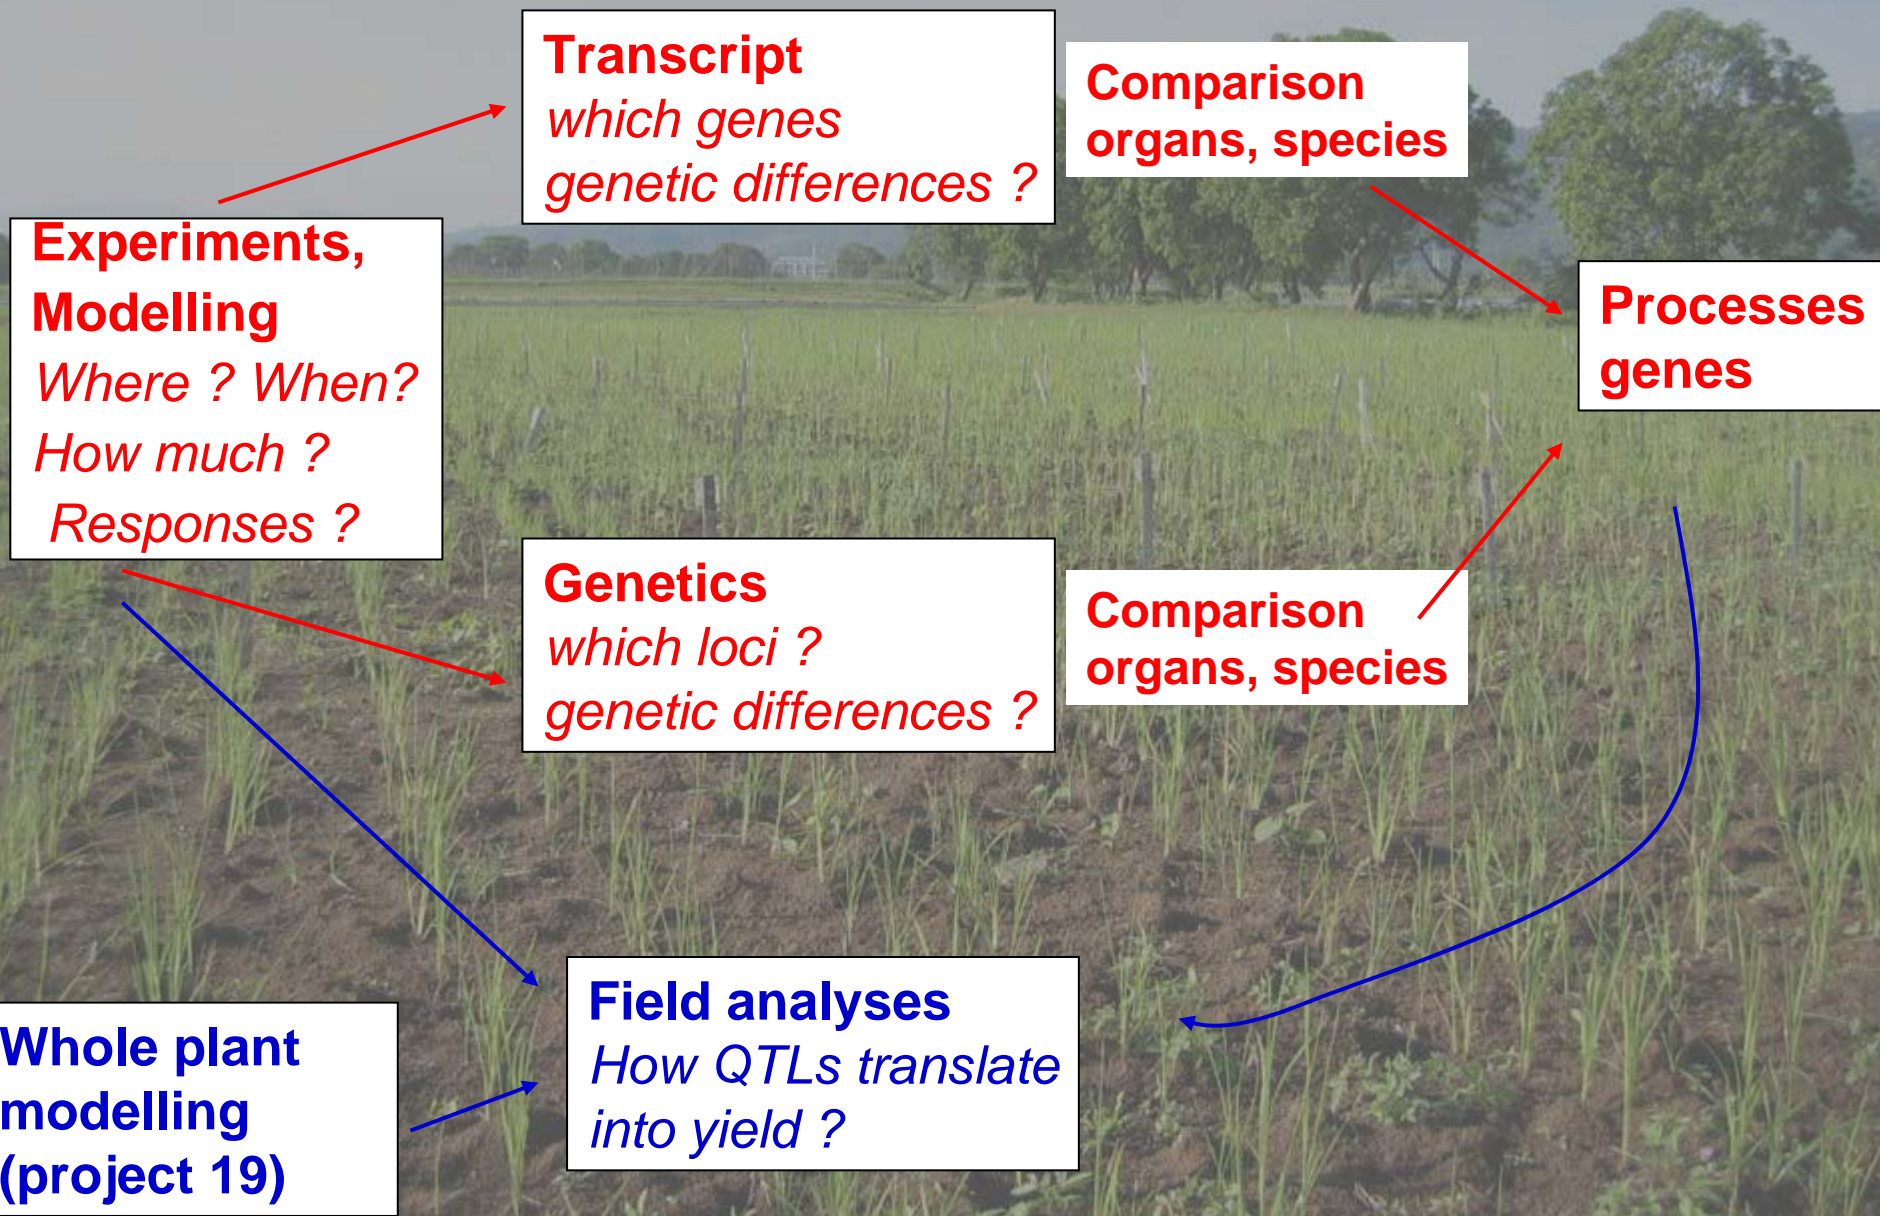 Transcript
which genes
genetic differences ?
Comparison
organs, species
Experiments,
Modelling
Where ? When?
How much ?
Responses ?
Processes
genes
Genetics
which loci ?
genetic differences ?
Comparison
organs, species
Field analyses
How QTLs translate
into yield ?
Whole plant
modelling
(project 19)